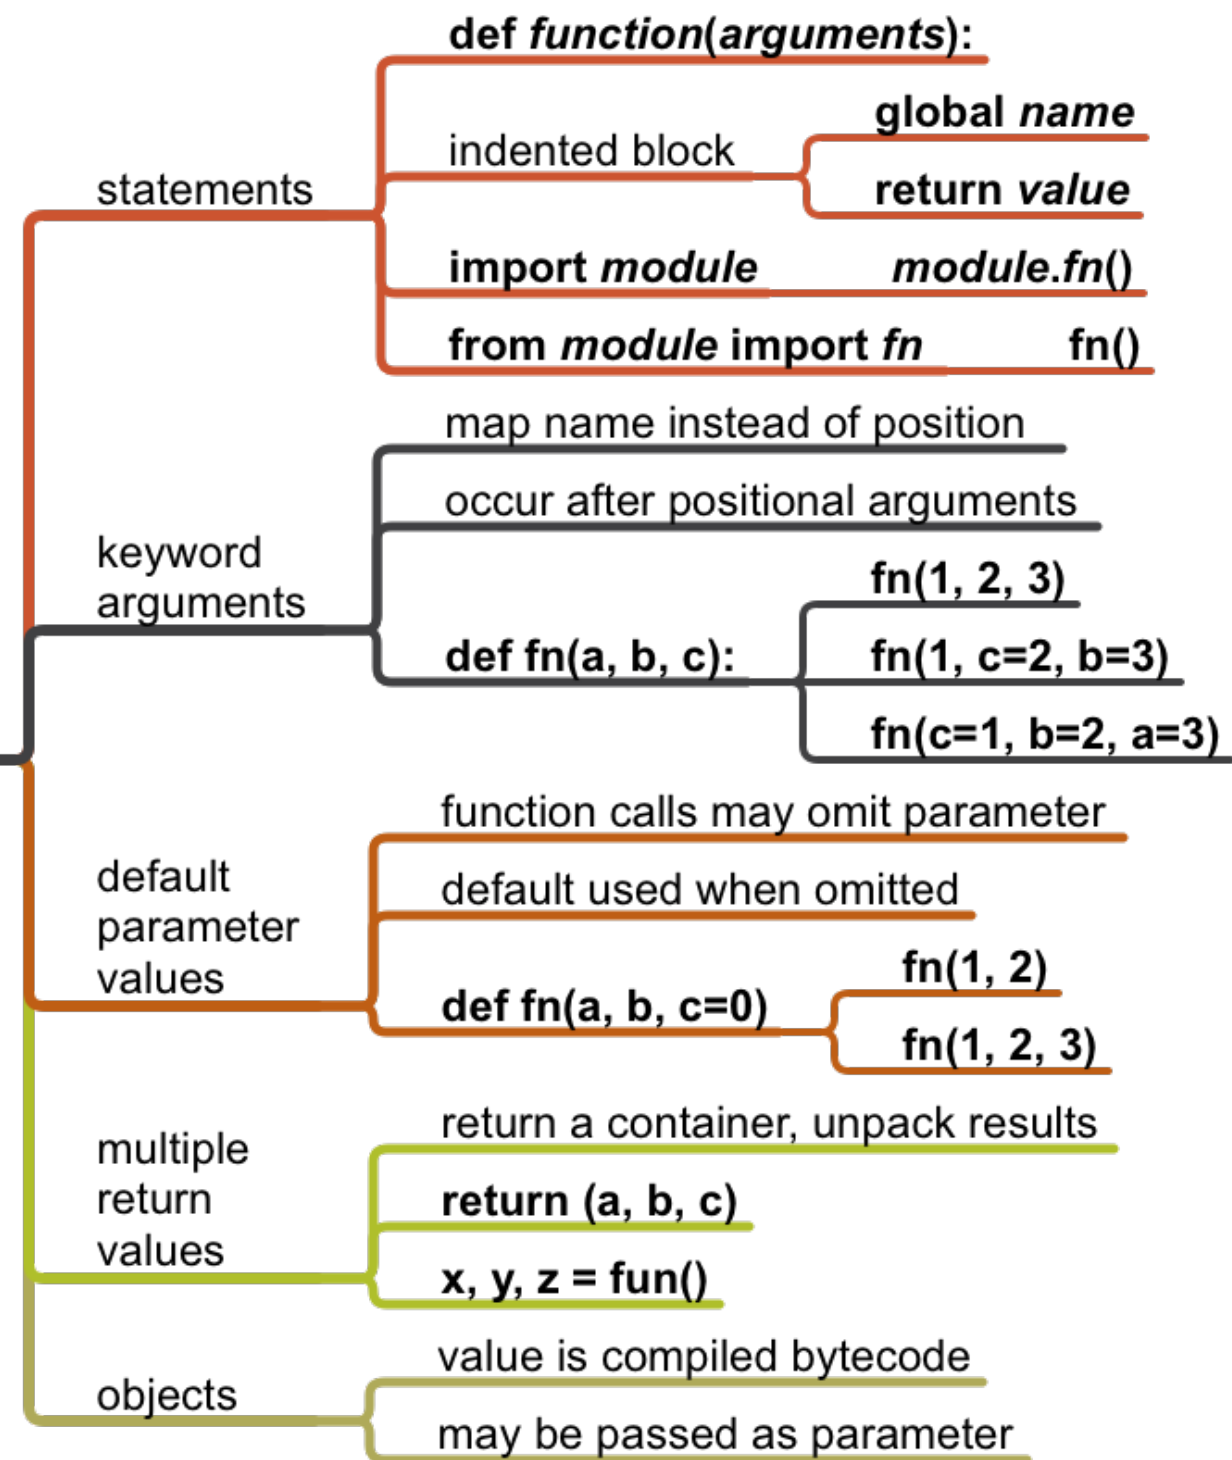 def function(arguments):
global name
indented block
return value
statements
import module module.fn()
from module import fn fn()
map name instead of position
occur after positional arguments
keyword
arguments
fn(1, 2, 3)
def fn(a, b, c):
fn(1, c=2, b=3)
fn(c=1, b=2, a=3)
function calls may omit parameter
default
parameter
values
default used when omitted
fn(1, 2)
def fn(a, b, c=0)
fn(1, 2, 3)
return a container, unpack results
multiple
return
values
return (a, b, c)
x, y, z = fun()
value is compiled bytecode
objects
may be passed as parameter